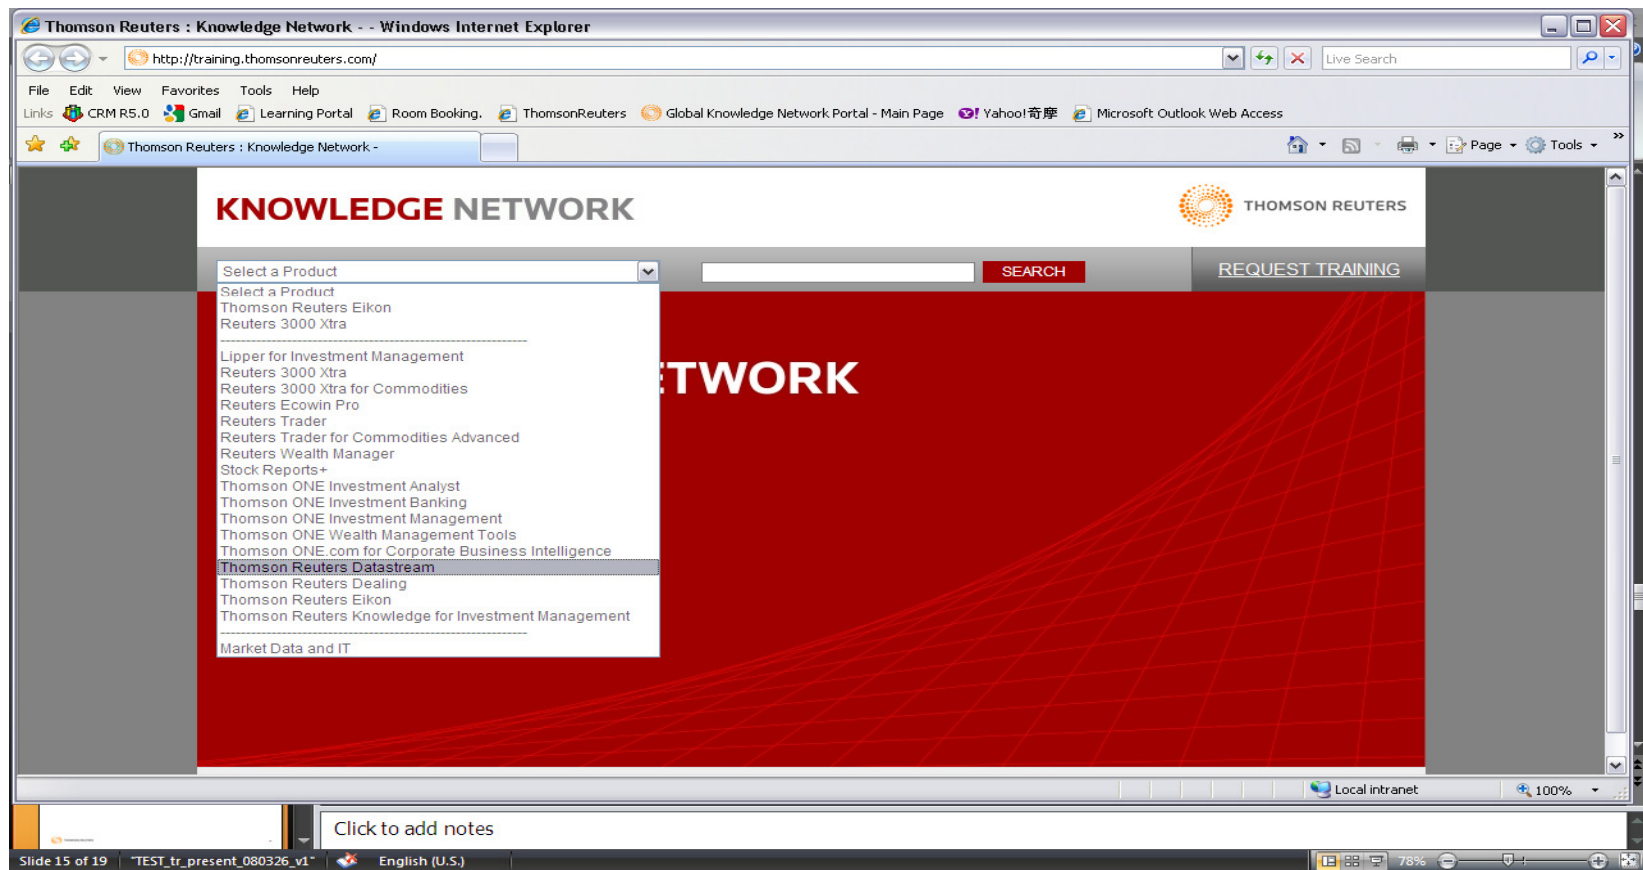 Thomson Reuters : Knowledge Network - - Windows Internet Explorer
http://training.thomsonreuters.com/
Live Search
File Edit View Favorites Tools Help
Links CRM R5.0 Gmail Learning Portal Room Booking. ThomsonReuters Global Knowledge Network Portal - Main Page Yahoo!奇摩 Microsoft Outlook Web Access
Thomson Reuters : Knowledge Network -
Page Tools
KNOWLEDGE NETWORK
THOMSON REUTERS
Select a Product
SEARCH
REQUEST TRAINING
Select a Product
Thomson Reuters Eikon
Reuters 3000 Xtra
------------------------------------------------------------
Lipper for Investment Management
Reuters 3000 Xtra
Reuters 3000 Xtra for Commodities
Reuters Ecowin Pro
Reuters Trader
Reuters Trader for Commodities Advanced
Reuters Wealth Manager
Stock Reports+
Thomson ONE Investment Analyst
Thomson ONE Investment Banking
Thomson ONE Investment Management
Thomson ONE Wealth Management Tools
Thomson ONE.com for Corporate Business Intelligence
Thomson Reuters Datastream
Thomson Reuters Dealing
Thomson Reuters Eikon
Thomson Reuters Knowledge for Investment Management
------------------------------------------------------------
Market Data and IT
TWORK
Local intranet
100%
Click to add notes
Slide 15 of 19 "TEST_tr_present_080326_v1" English (U.S.)
78%